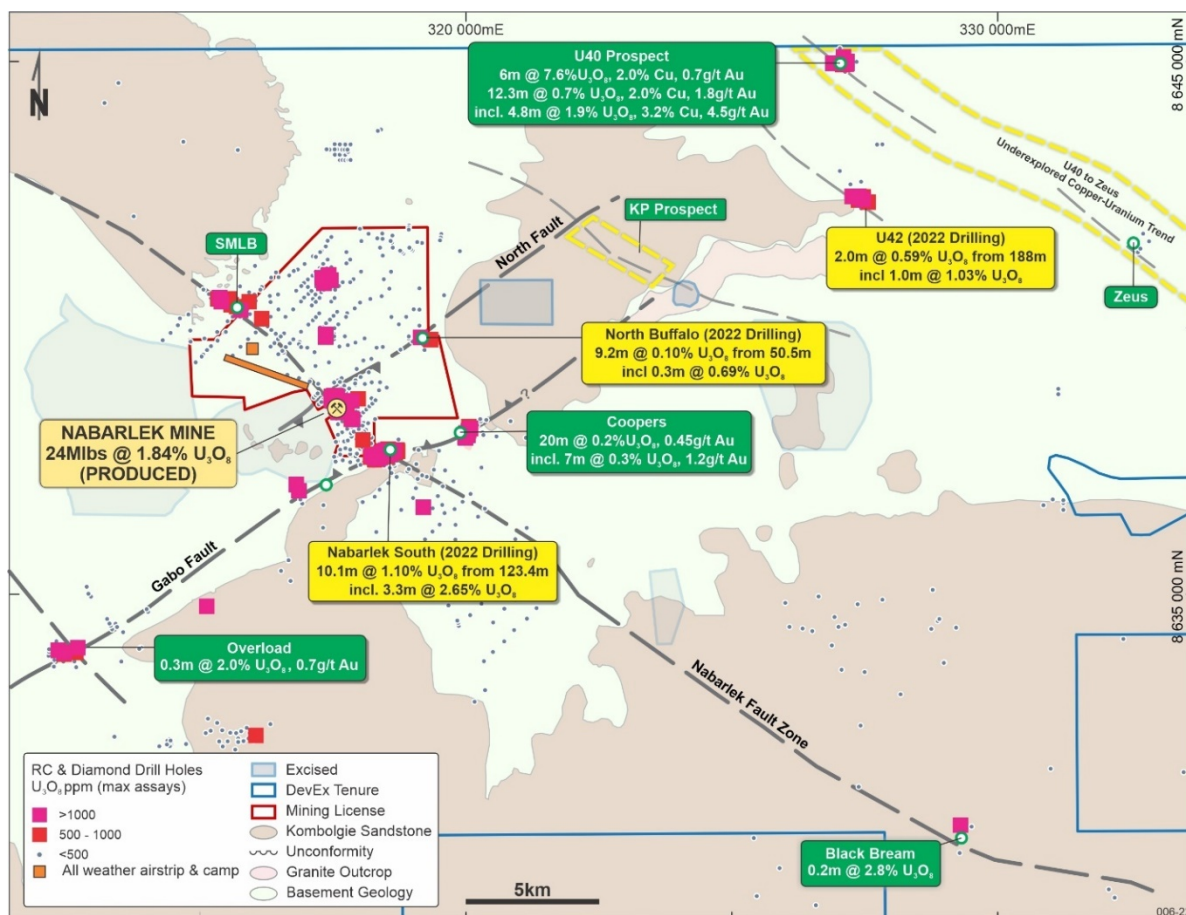 320 000mE
330 000mE
8 645 000 mN
8 635 000 mN
N
U40 Prospect
6m @ 7.6%U₃O₈, 2.0% Cu, 0.7g/t Au
12.3m @ 0.7% U₃O₈, 2.0% Cu, 1.8g/t Au
incl. 4.8m @ 1.9% U₃O₈, 3.2% Cu, 4.5g/t Au
U40 to Zeus
Underexplored Copper-Uranium Trend
KP Prospect
North Fault
SMLB
U42 (2022 Drilling)
2.0m @ 0.59% U₃O₈ from 188m
incl 1.0m @ 1.03% U₃O₈
Zeus
North Buffalo (2022 Drilling)
9.2m @ 0.10% U₃O₈ from 50.5m
incl 0.3m @ 0.69% U₃O₈
?
NABARLEK MINE
24Mlbs @ 1.84% U₃O₈
(PRODUCED)
Coopers
20m @ 0.2%U₃O₈, 0.45g/t Au
incl. 7m @ 0.3% U₃O₈, 1.2g/t Au
Gabo Fault
Nabarlek South (2022 Drilling)
10.1m @ 1.10% U₃O₈ from 123.4m
incl. 3.3m @ 2.65% U₃O₈
Overload
0.3m @ 2.0% U₃O₈, 0.7g/t Au
Nabarlek Fault Zone
Black Bream
0.2m @ 2.8% U₃O₈
RC & Diamond Drill Holes
U₃O₈ ppm (max assays)
>1000
500 - 1000
<500
All weather airstrip & camp
Excised
DevEx Tenure
Mining License
Kombolgie Sandstone
Unconformity
Granite Outcrop
Basement Geology
5km
006-2